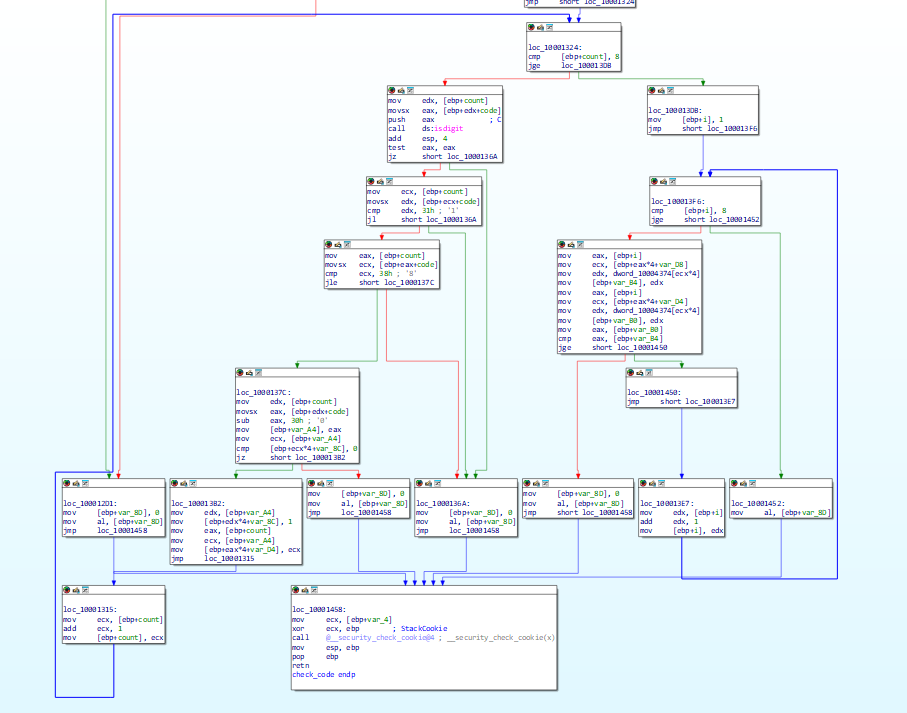 jmp short loc_10001324
loc_10001324:
cmp [ebp+count], 8
jge loc_100013DB
mov edx, [ebp+count]
movsx eax, [ebp+edx+code]
push eax ; C
call ds:isdigit
add esp, 4
test eax, eax
jz short loc_1000136A
loc_100013DB:
mov [ebp+i], 1
jmp short loc_100013F6
mov ecx, [ebp+count]
movsx edx, [ebp+ecx+code]
cmp edx, 31h ; '1'
jl short loc_1000136A
loc_100013F6:
cmp [ebp+i], 8
jge short loc_10001452
mov eax, [ebp+count]
movsx ecx, [ebp+eax+code]
cmp ecx, 38h ; '8'
jle short loc_1000137C
mov eax, [ebp+i]
mov ecx, [ebp+eax*4+var_D8]
mov edx, dword_10004374[ecx*4]
mov [ebp+var_B4], edx
mov eax, [ebp+i]
mov ecx, [ebp+eax*4+var_D4]
mov edx, dword_10004374[ecx*4]
mov [ebp+var_B0], edx
mov eax, [ebp+var_B0]
cmp eax, [ebp+var_B4]
jge short loc_10001450
loc_1000137C:
mov edx, [ebp+count]
movsx eax, [ebp+edx+code]
sub eax, 30h ; '0'
mov [ebp+var_A4], eax
mov ecx, [ebp+var_A4]
cmp [ebp+ecx*4+var_8C], 0
jz short loc_100013B2
loc_10001450:
jmp short loc_100013E7
loc_100012D1:
mov [ebp+var_8D], 0
mov al, [ebp+var_8D]
jmp loc_10001458
loc_100013B2:
mov edx, [ebp+var_A4]
mov [ebp+edx*4+var_8C], 1
mov eax, [ebp+count]
mov ecx, [ebp+var_A4]
mov [ebp+eax*4+var_D4], ecx
jmp loc_10001315
mov [ebp+var_8D], 0
mov al, [ebp+var_8D]
jmp loc_10001458
loc_1000136A:
mov [ebp+var_8D], 0
mov al, [ebp+var_8D]
jmp loc_10001458
mov [ebp+var_8D], 0
mov al, [ebp+var_8D]
jmp short loc_10001458
loc_100013E7:
mov edx, [ebp+i]
add edx, 1
mov [ebp+i], edx
loc_10001452:
mov al, [ebp+var_8D]
loc_10001315:
mov ecx, [ebp+count]
add ecx, 1
mov [ebp+count], ecx
loc_10001458:
mov ecx, [ebp+var_4]
xor ecx, ebp ; StackCookie
call @__security_check_cookie@4 ; __security_check_cookie(x)
mov esp, ebp
pop ebp
retn
check_code endp